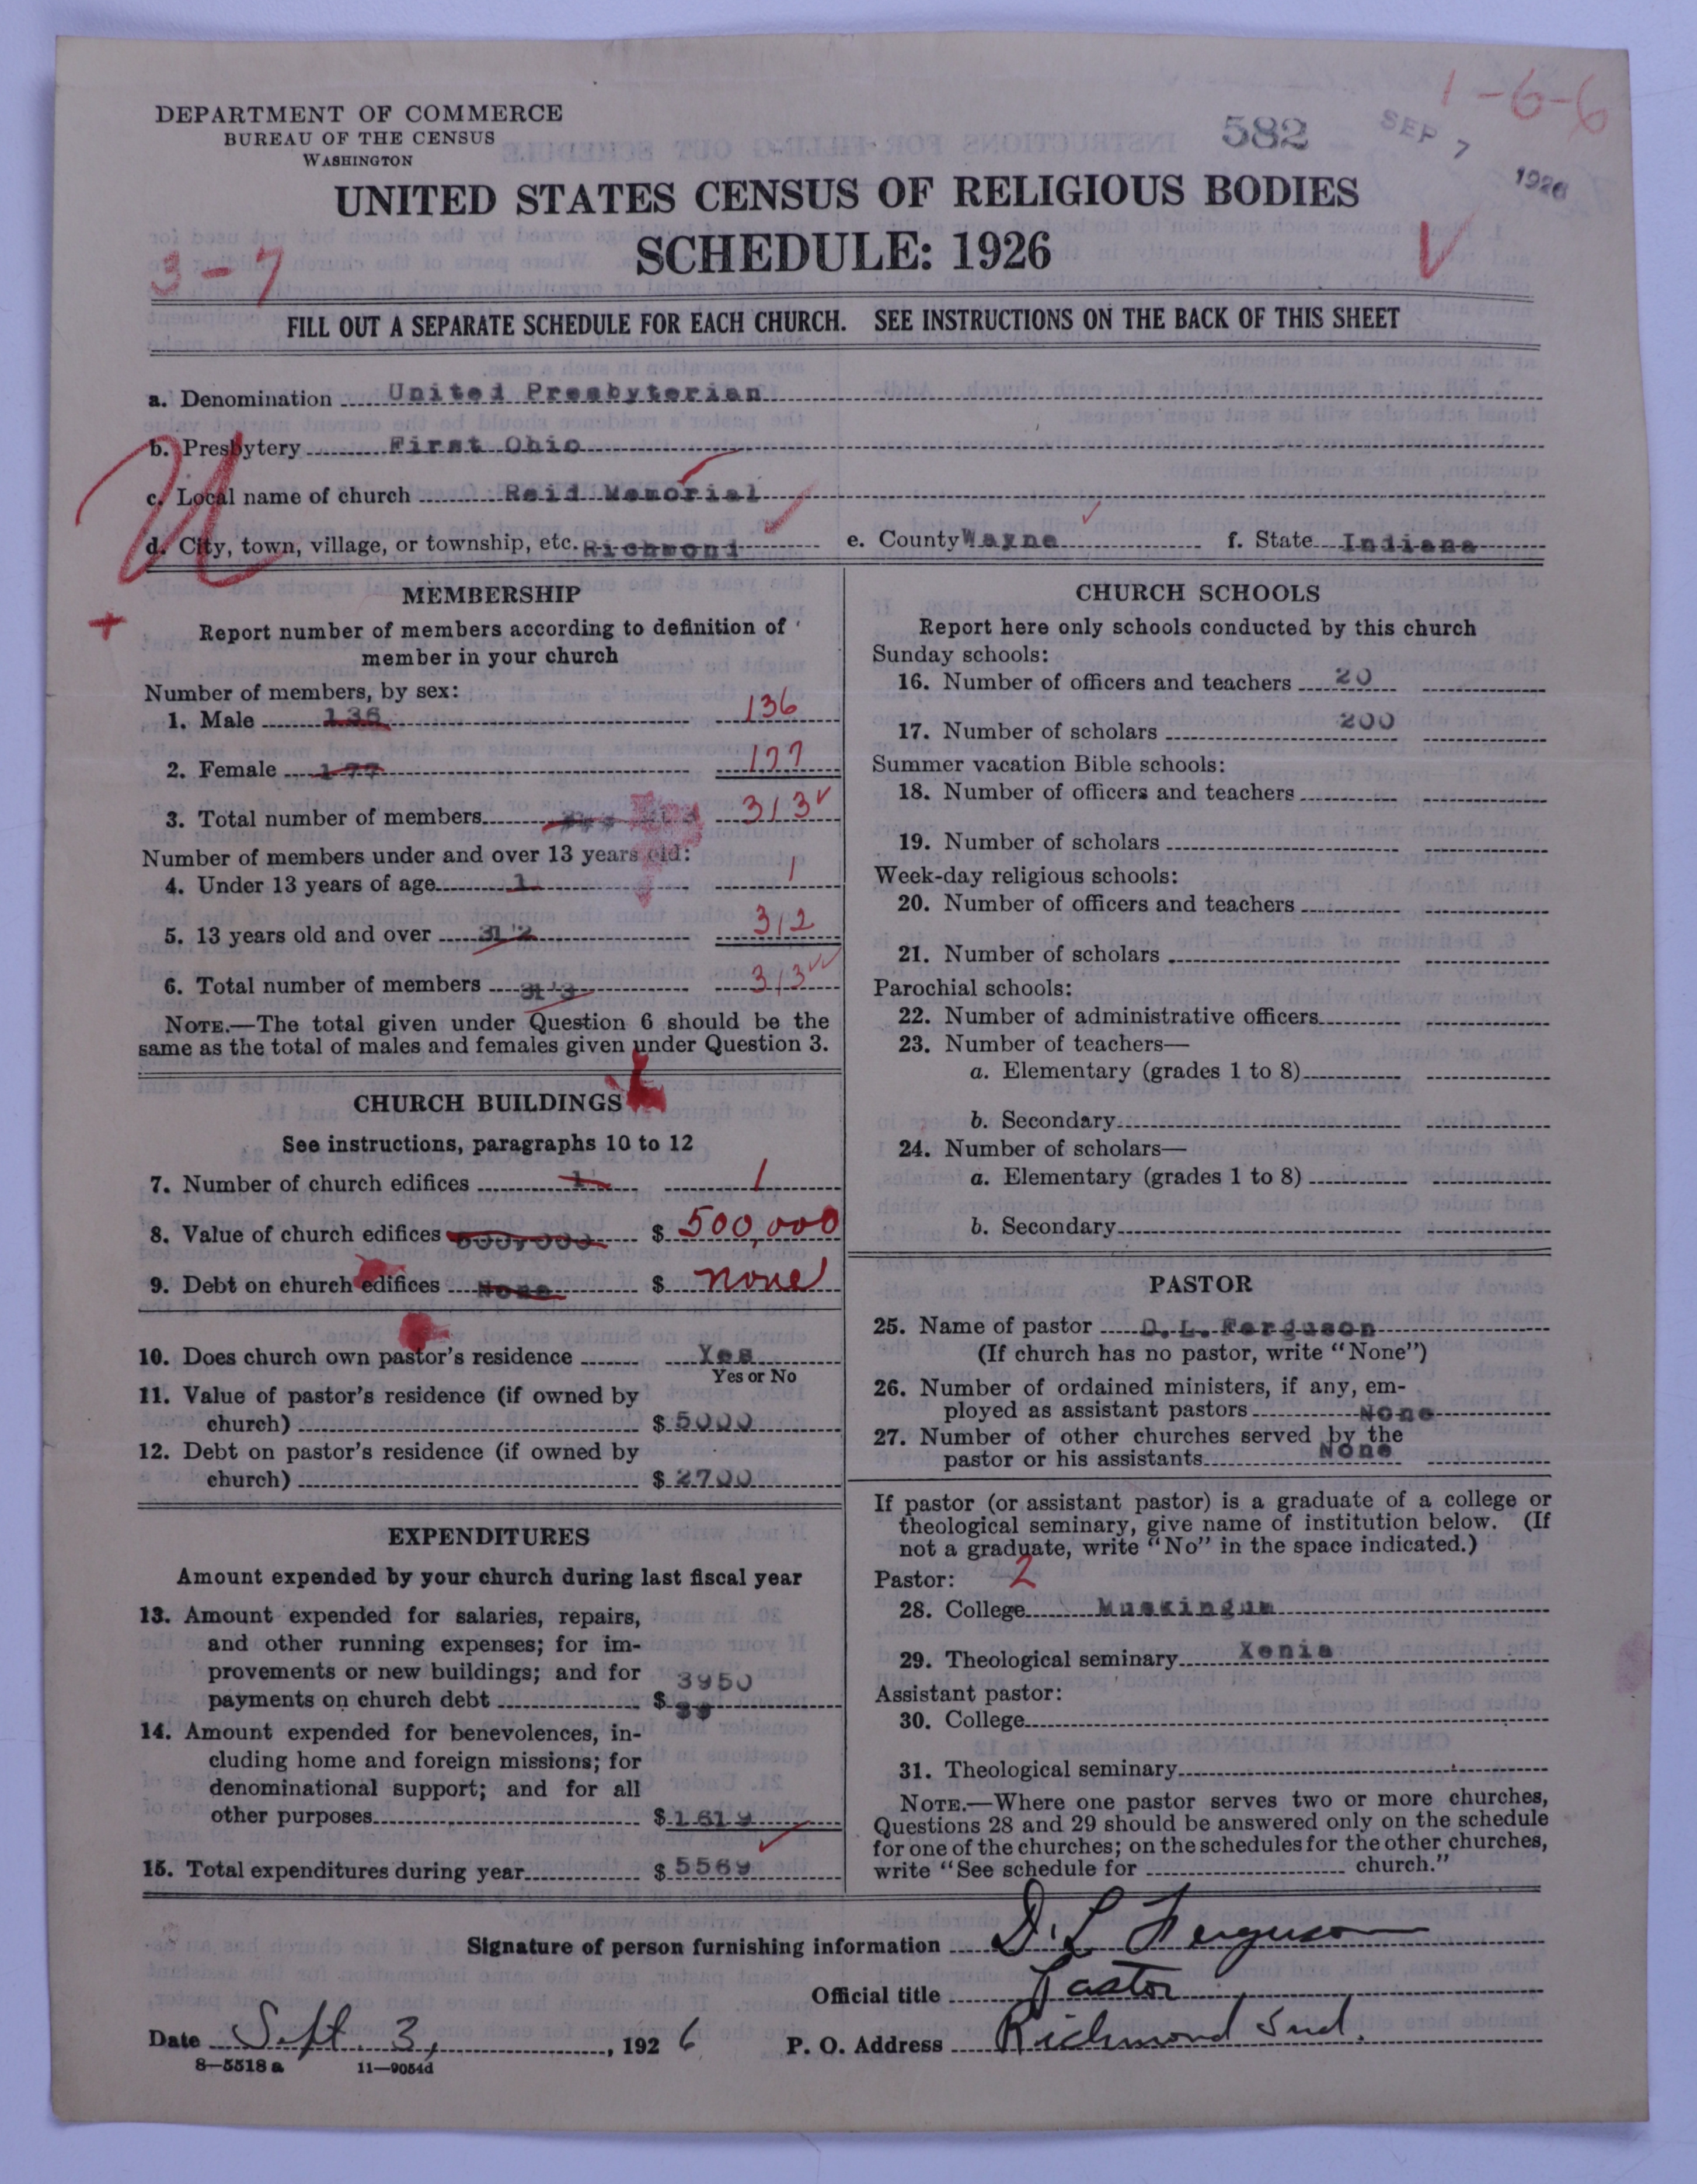 1-6-6
DEPARTMENT OF COMMERCE
BUREAU OF THE CENSUS
WASHINGTON
582
SEP 7 1926
UNITED STATES CENSUS OF RELIGIOUS BODIES
SCHEDULE: 1926
3-7
FILL OUT A SEPARATE SCHEDULE FOR EACH CHURCH. SEE INSTRUCTIONS ON THE BACK OF THIS SHEET
a. Denomination United Presbyterian
b. Presbytery First Ohio
c. Local name of church Reid Memorial
d. City, town, village, or township, etc. Richmond e. County Wayne f. State Indiana
MEMBERSHIP
Report number of members according to definition of
member in your church
Number of members, by sex:
1. Male 136 136
2. Female 177 177
3. Total number of members 313
Number of members under and over 13 years old:
4. Under 13 years of age 1 1
5. 13 years old and over 312 312
6. Total number of members 313 313
NOTE.—The total given under Question 6 should be the
same as the total of males and females given under Question 3.
CHURCH BUILDINGS
See instructions, paragraphs 10 to 12
7. Number of church edifices 1 1
8. Value of church edifices 500,000 $ 500,000
9. Debt on church edifices None $ none
10. Does church own pastor's residence Yes
Yes or No
11. Value of pastor's residence (if owned by
church) $ 5000
12. Debt on pastor's residence (if owned by
church) $ 2700
EXPENDITURES
Amount expended by your church during last fiscal year
13. Amount expended for salaries, repairs,
and other running expenses; for im-
provements or new buildings; and for
payments on church debt $ 3950
14. Amount expended for benevolences, in-
cluding home and foreign missions; for
denominational support; and for all
other purposes $ 1619
15. Total expenditures during year $ 5569
CHURCH SCHOOLS
Report here only schools conducted by this church
Sunday schools:
16. Number of officers and teachers 20
17. Number of scholars 200
Summer vacation Bible schools:
18. Number of officers and teachers
19. Number of scholars
Week-day religious schools:
20. Number of officers and teachers
21. Number of scholars
Parochial schools:
22. Number of administrative officers
23. Number of teachers—
a. Elementary (grades 1 to 8)
b. Secondary
24. Number of scholars—
a. Elementary (grades 1 to 8)
b. Secondary
PASTOR
25. Name of pastor D. L. Ferguson
(If church has no pastor, write "None")
26. Number of ordained ministers, if any, em-
ployed as assistant pastors None
27. Number of other churches served by the
pastor or his assistants None
If pastor (or assistant pastor) is a graduate of a college or
theological seminary, give name of institution below. (If
not a graduate, write "No" in the space indicated.)
Pastor: 2
28. College Muskingum
29. Theological seminary Xenia
Assistant pastor:
30. College
31. Theological seminary
NOTE.—Where one pastor serves two or more churches,
Questions 28 and 29 should be answered only on the schedule
for one of the churches; on the schedules for the other churches,
write "See schedule for church."
Signature of person furnishing information D. L. Ferguson
Official title Pastor
Date Sept. 3, 1926 P. O. Address Richmond Ind.
8—5518 a 11—9054d